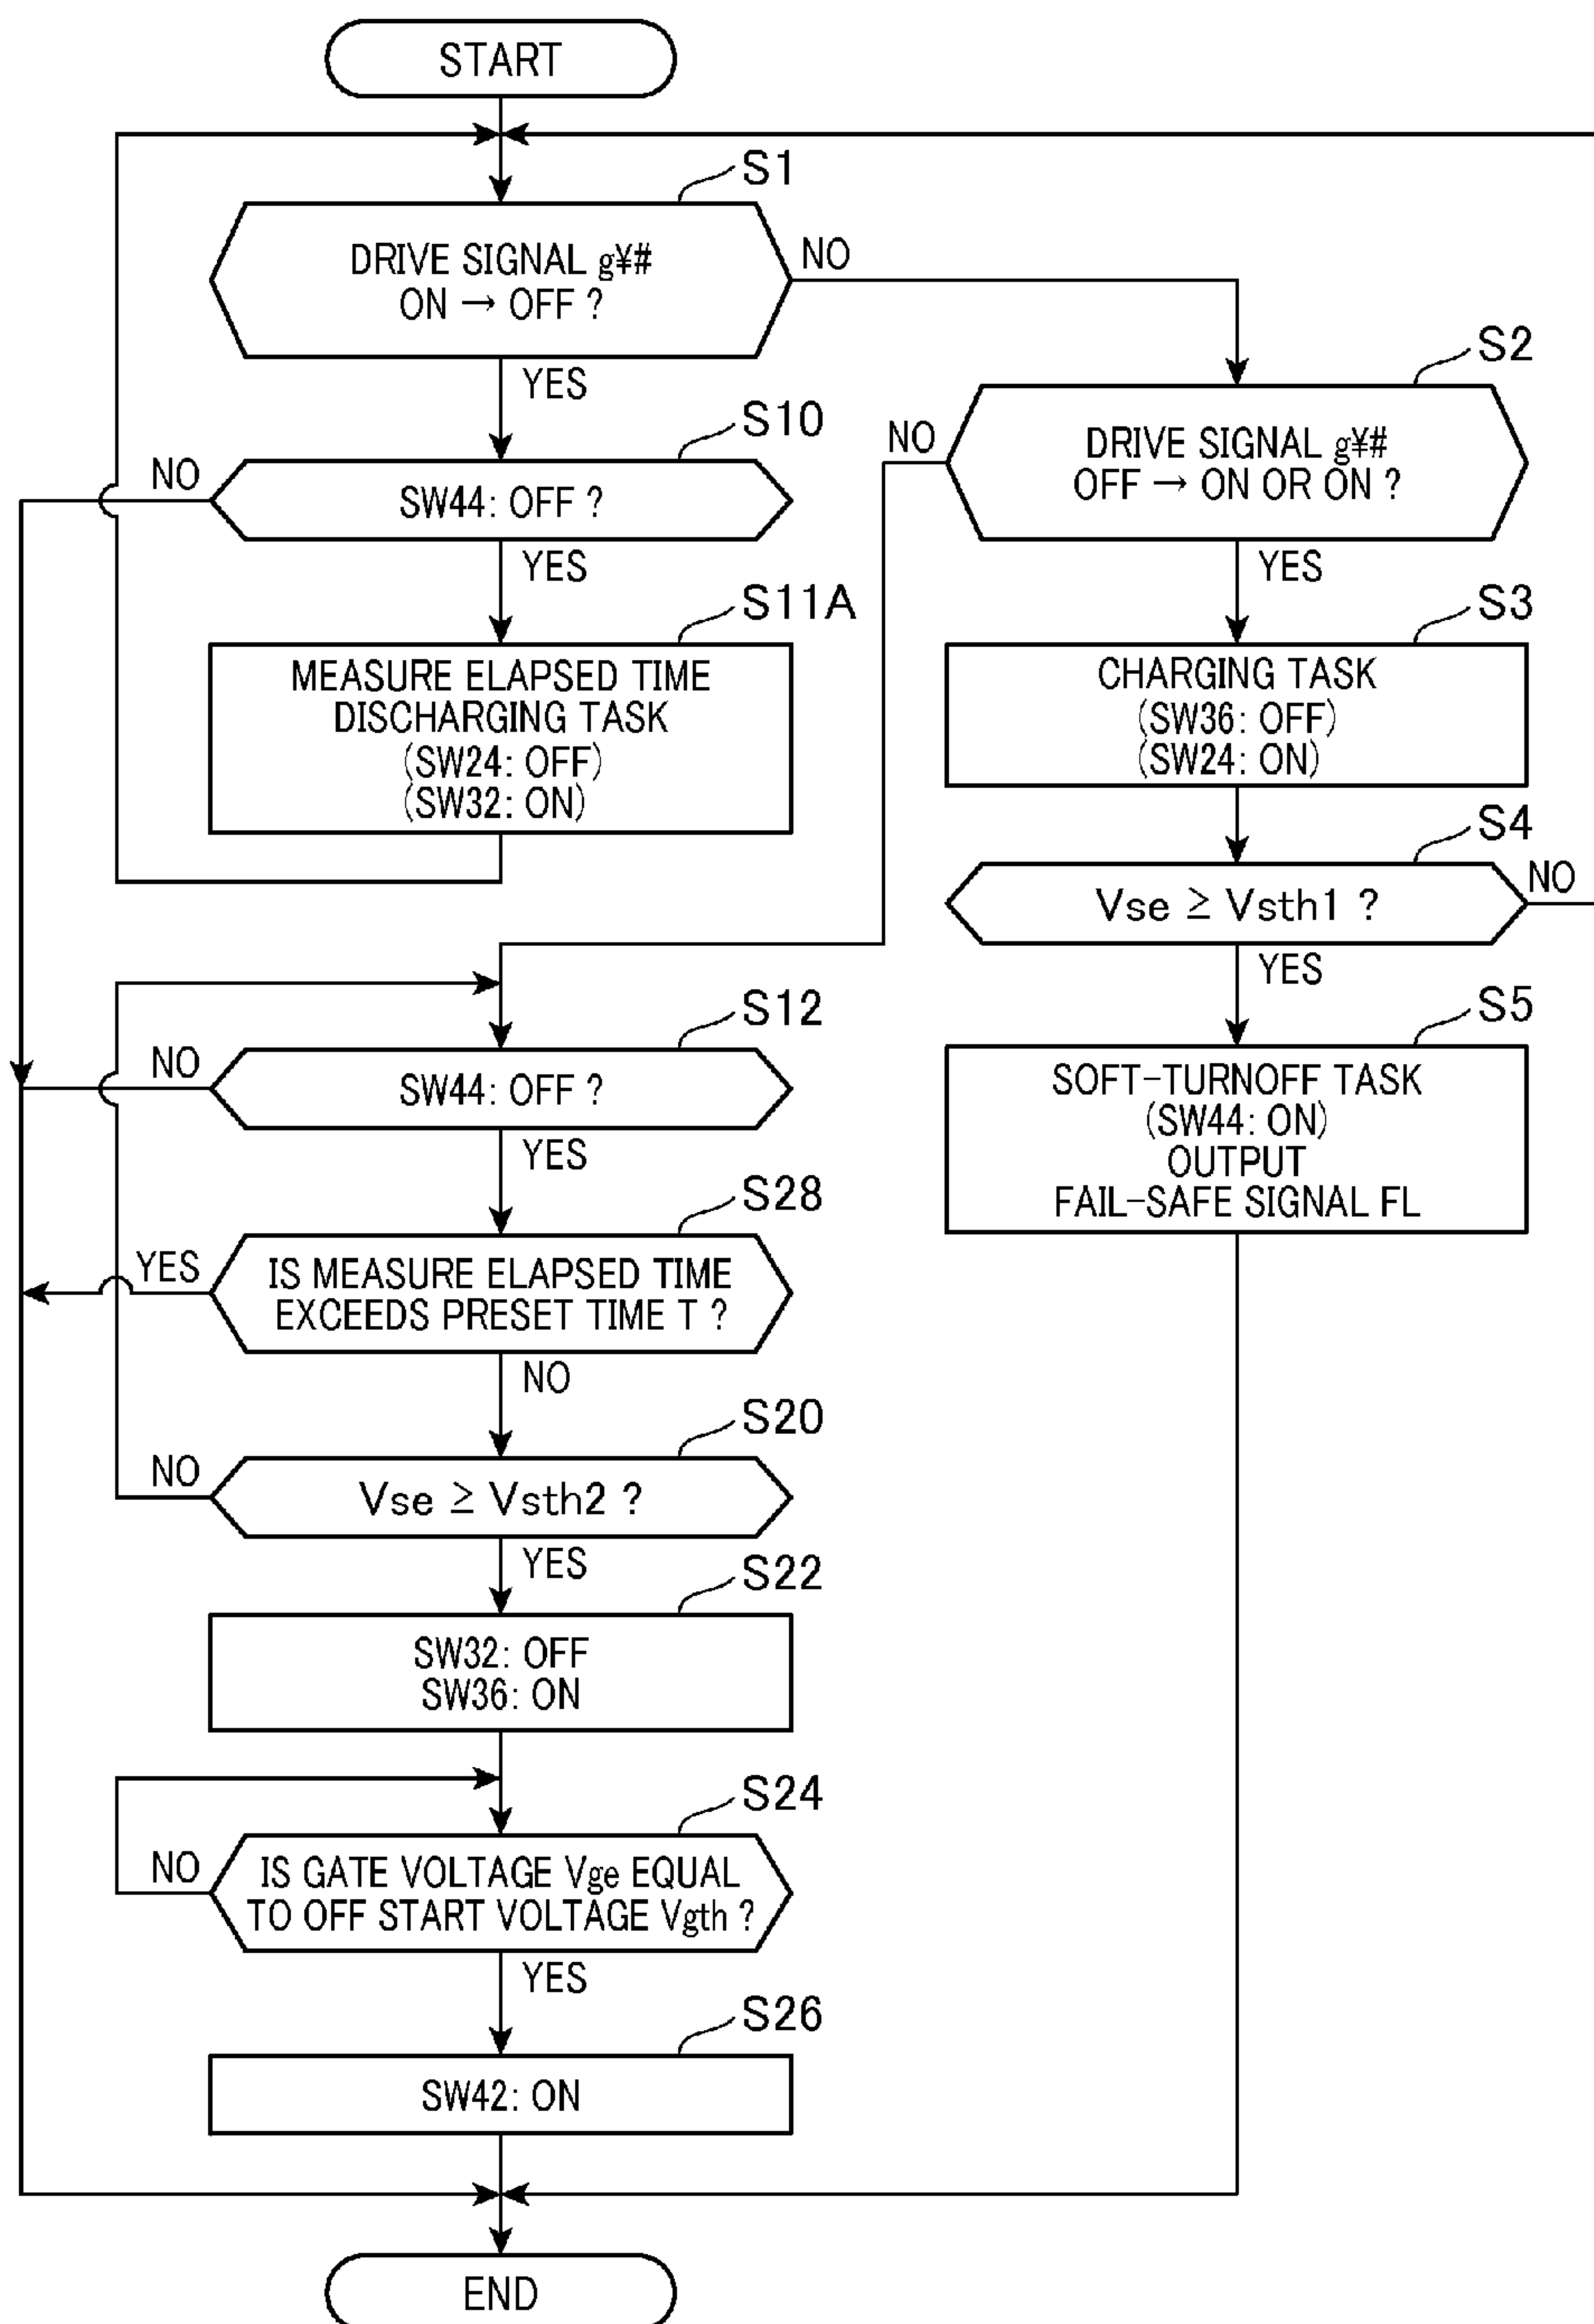 START
S1
DRIVE SIGNAL g¥#
ON → OFF ?
NO
YES
S2
DRIVE SIGNAL g¥#
OFF → ON OR ON ?
NO
YES
S10
SW44: OFF ?
NO
YES
S11A
MEASURE ELAPSED TIME
DISCHARGING TASK
(SW24: OFF)
(SW32: ON)
S3
CHARGING TASK
(SW36: OFF)
(SW24: ON)
S4
Vse ≥ Vsth1 ?
NO
YES
S5
SOFT-TURNOFF TASK
(SW44: ON)
OUTPUT
FAIL-SAFE SIGNAL FL
S12
SW44: OFF ?
NO
YES
S28
IS MEASURE ELAPSED TIME
EXCEEDS PRESET TIME T ?
YES
NO
S20
Vse ≥ Vsth2 ?
NO
YES
S22
SW32: OFF
SW36: ON
S24
IS GATE VOLTAGE Vge EQUAL
TO OFF START VOLTAGE Vgth ?
NO
YES
S26
SW42: ON
END